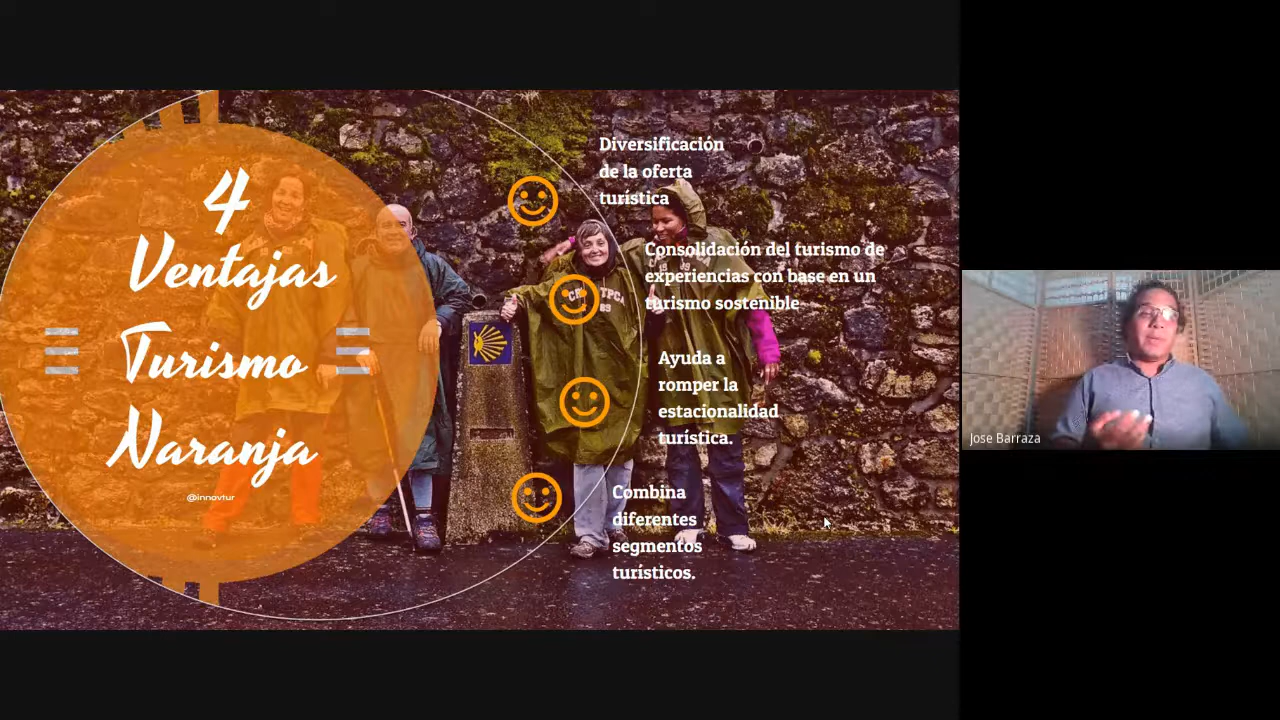 4
Ventajas
Turismo
Naranja
@innovtur
Diversificación
de la oferta
turística
Consolidación del turismo de
experiencias con base en un
turismo sostenible
Ayuda a
romper la
estacionalidad
turística.
Combina
diferentes
segmentos
turísticos.
Jose Barraza